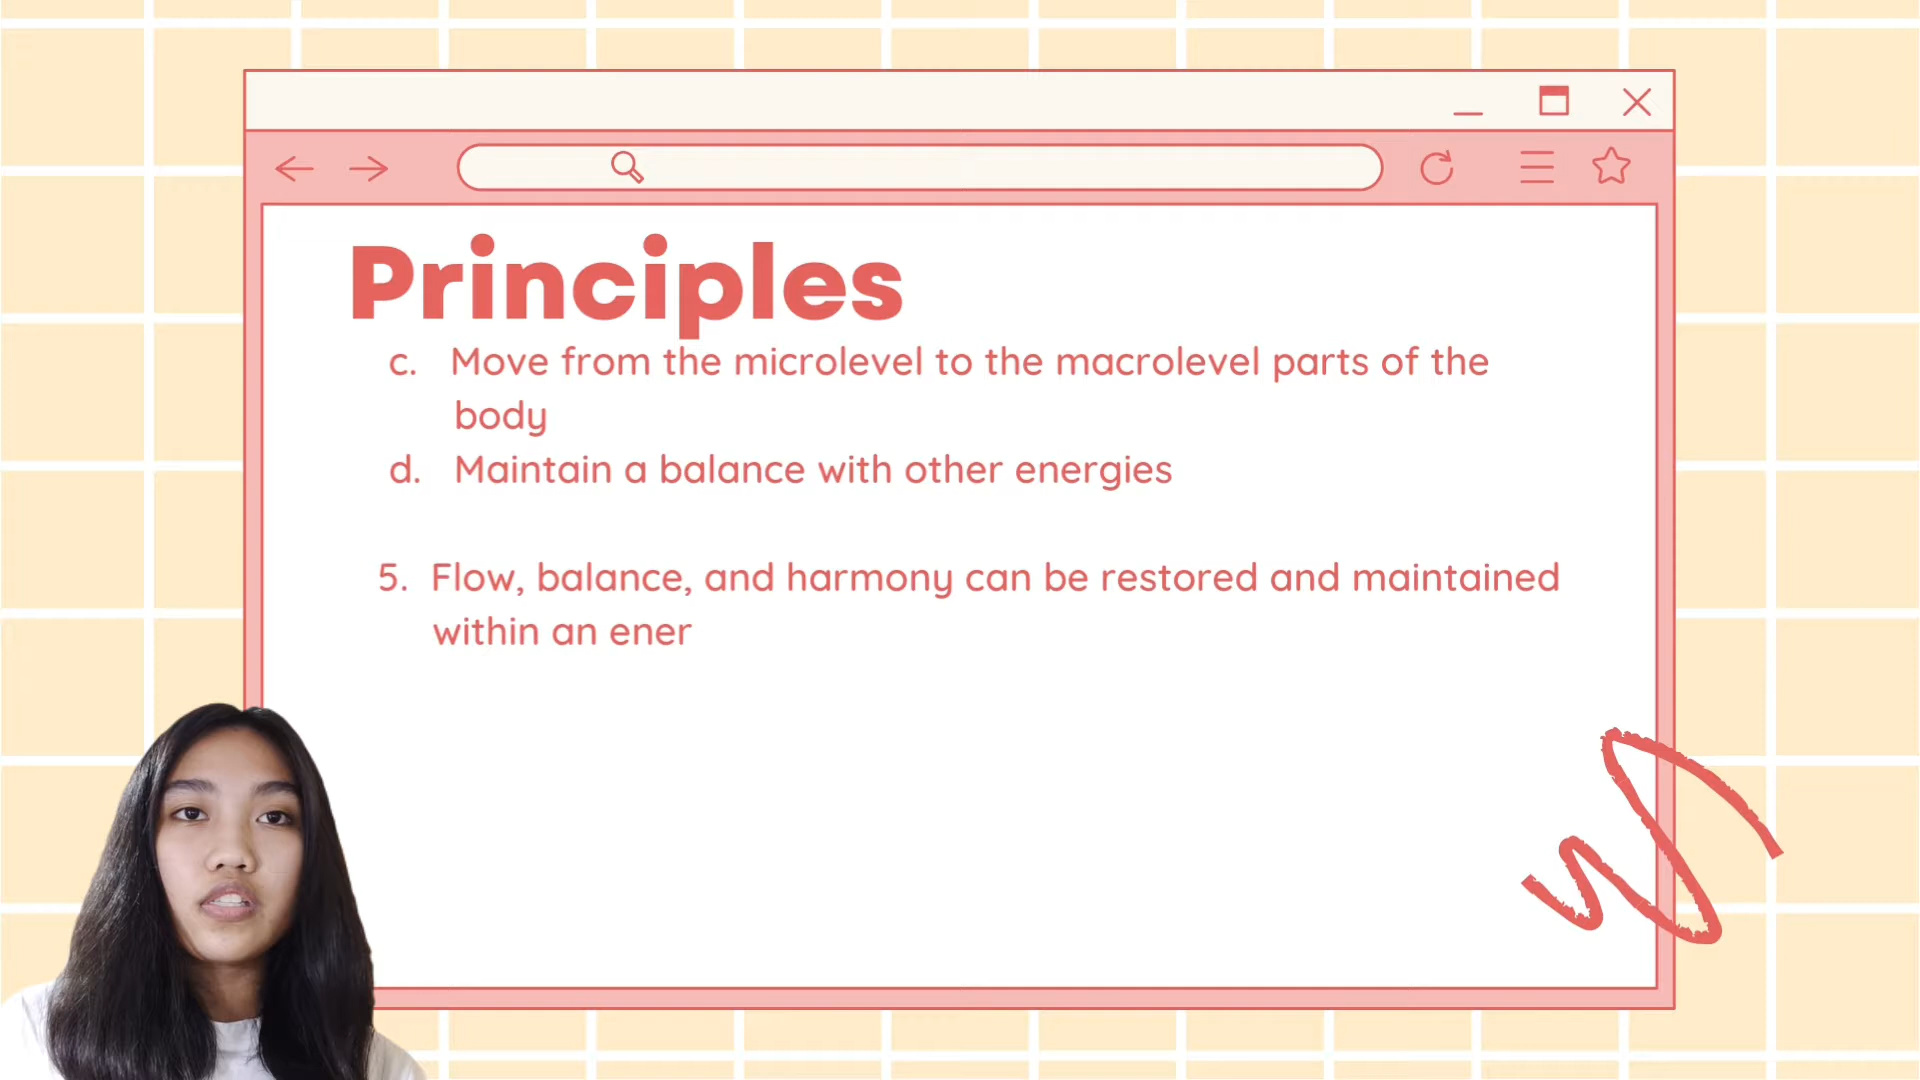 Principles
c. Move from the microlevel to the macrolevel parts of the
body
d. Maintain a balance with other energies
5. Flow, balance, and harmony can be restored and maintained
within an ener